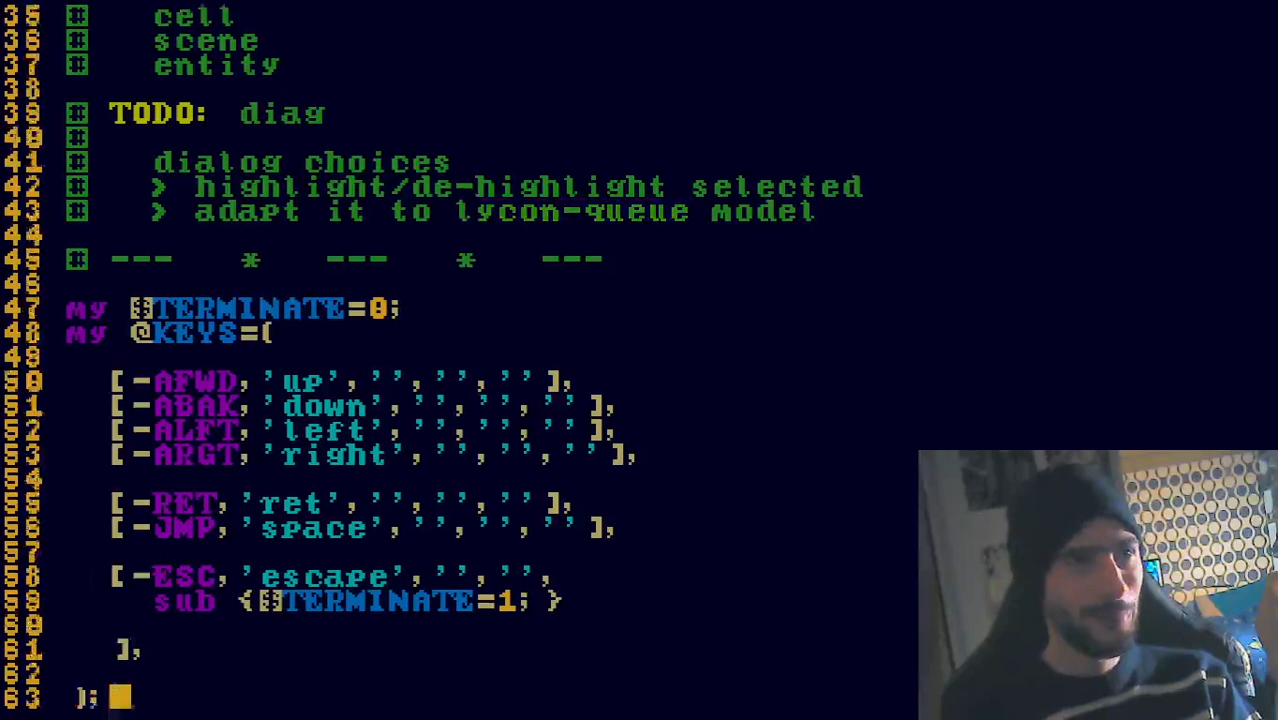 35 #   cell
36 #   scene
37 #   entity
38
39 # TODO: diag
40 #
41 #   dialog choices
42 #   > highlight/de-highlight selected
43 #   > adapt it to lycon-queue model
44
45 # ---   *   ---   *   ---
46
47 my $TERMINATE=0;
48 my @KEYS=(
49
50   [-AFWD,'up','','',''],
51   [-ABAK,'down','','',''],
52   [-ALFT,'left','','',''],
53   [-ARGT,'right','','',''],
54
55   [-RET,'ret','','',''],
56   [-JMP,'space','','',''],
57
58   [-ESC,'escape','','',
59     sub {$TERMINATE=1;}
60
61   ],
62
63 );